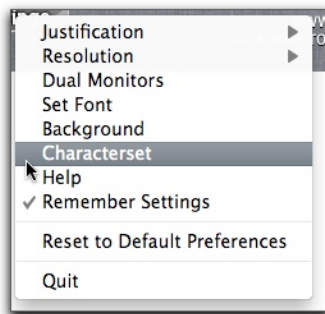 Justification
Resolution
Dual Monitors
Set Font
Background
Characterset
Help
Remember Settings
Reset to Default Preferences
Quit